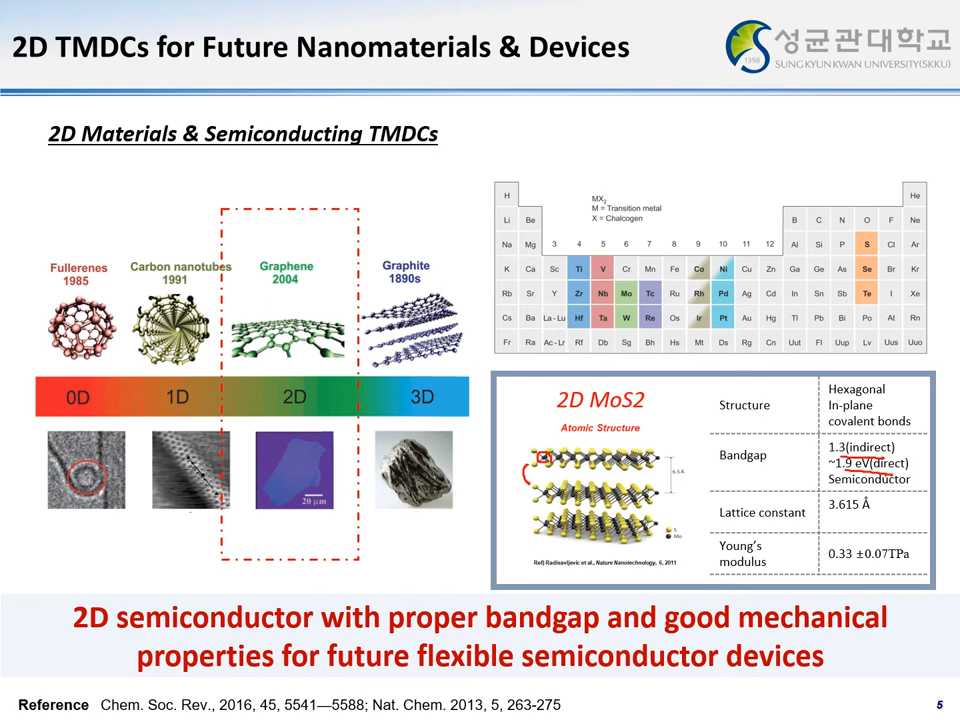 2D TMDCs for Future Nanomaterials & Devices
성균관대학교
1398
SUNG KYUN KWAN UNIVERSITY(SKKU)
2D Materials & Semiconducting TMDCs
Fullerenes
1985
Carbon nanotubes
1991
Graphene
2004
Graphite
1890s
0D
1D
2D
3D
20 μm
MX2
M = Transition metal
X = Chalcogen
H He
Li Be B C N O F Ne
Na Mg 3 4 5 6 7 8 9 10 11 12 Al Si P S Cl Ar
K Ca Sc Ti V Cr Mn Fe Co Ni Cu Zn Ga Ge As Se Br Kr
Rb Sr Y Zr Nb Mo Tc Ru Rh Pd Ag Cd In Sn Sb Te I Xe
Cs Ba La - Lu Hf Ta W Re Os Ir Pt Au Hg Tl Pb Bi Po At Rn
Fr Ra Ac - Lr Rf Db Sg Bh Hs Mt Ds Rg Cn Uut Fl Uup Lv Uus Uuo
2D MoS2
Atomic Structure
6.5 Å
S
Mo
Ref) Radisavljevic et al., Nature Nanotechnology, 6, 2011
Structure
Hexagonal
In-plane
covalent bonds
Bandgap
1.3(indirect)
~1.9 eV(direct)
Semiconductor
Lattice constant
3.615 Å
Young's
modulus
0.33 ±0.07TPa
2D semiconductor with proper bandgap and good mechanical
properties for future flexible semiconductor devices
Reference Chem. Soc. Rev., 2016, 45, 5541—5588; Nat. Chem. 2013, 5, 263-275
5